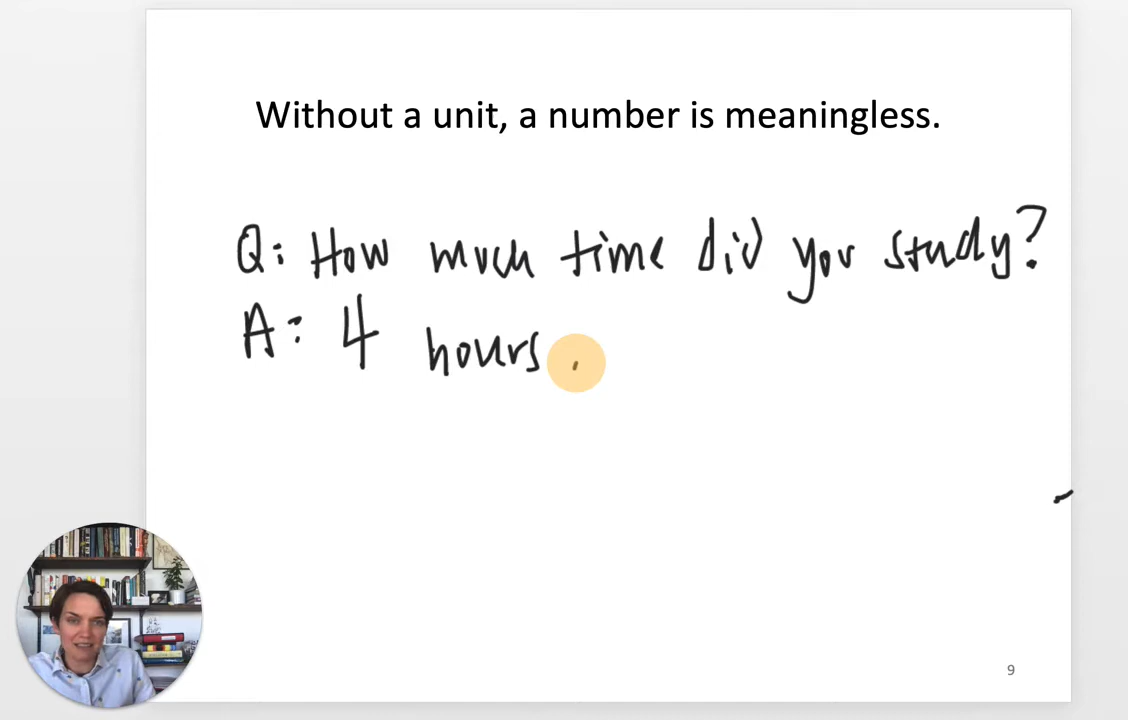 Without a unit, a number is meaningless.
Q: How much time did you study?
A: 4 hours.
9